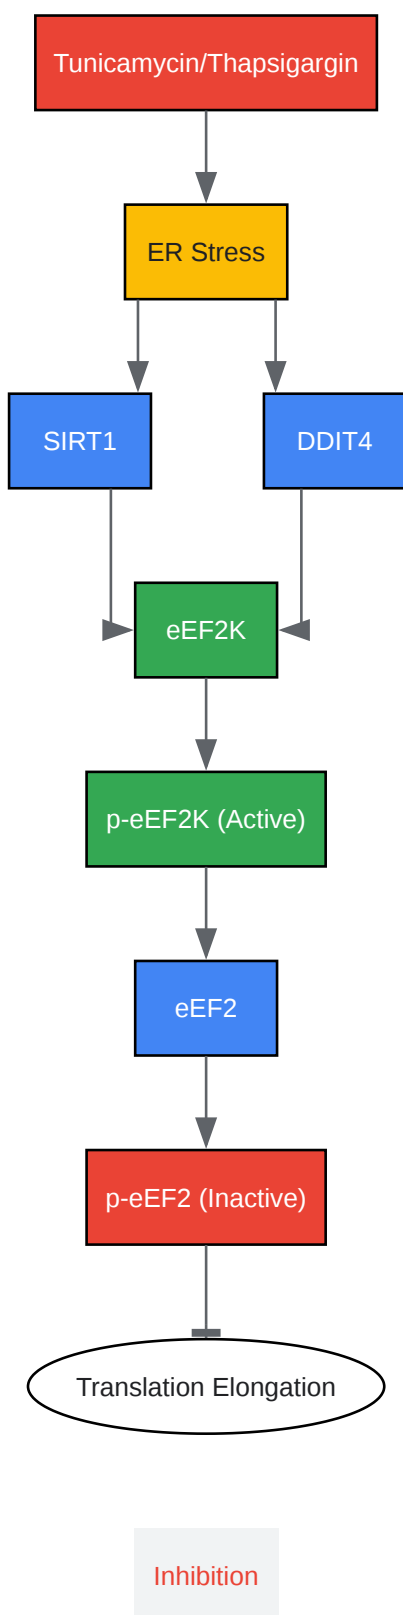 Tunicamycin/Thapsigargin
ER Stress
SIRT1
DDIT4
eEF2K
p-eEF2K (Active)
eEF2
p-eEF2 (Inactive)
Translation Elongation
Inhibition